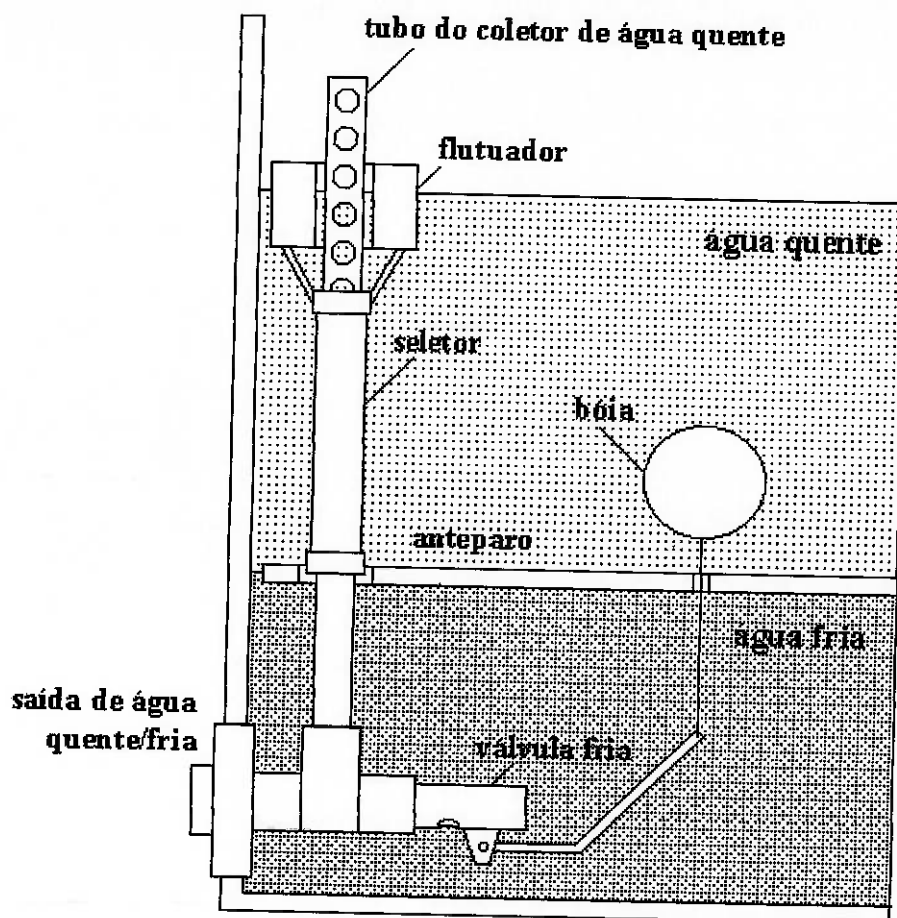 tubo do coletor de água quente
flutuador
água quente
seletor
bóia
anteparo
água fria
saída de água
quente/fria
válvula fria